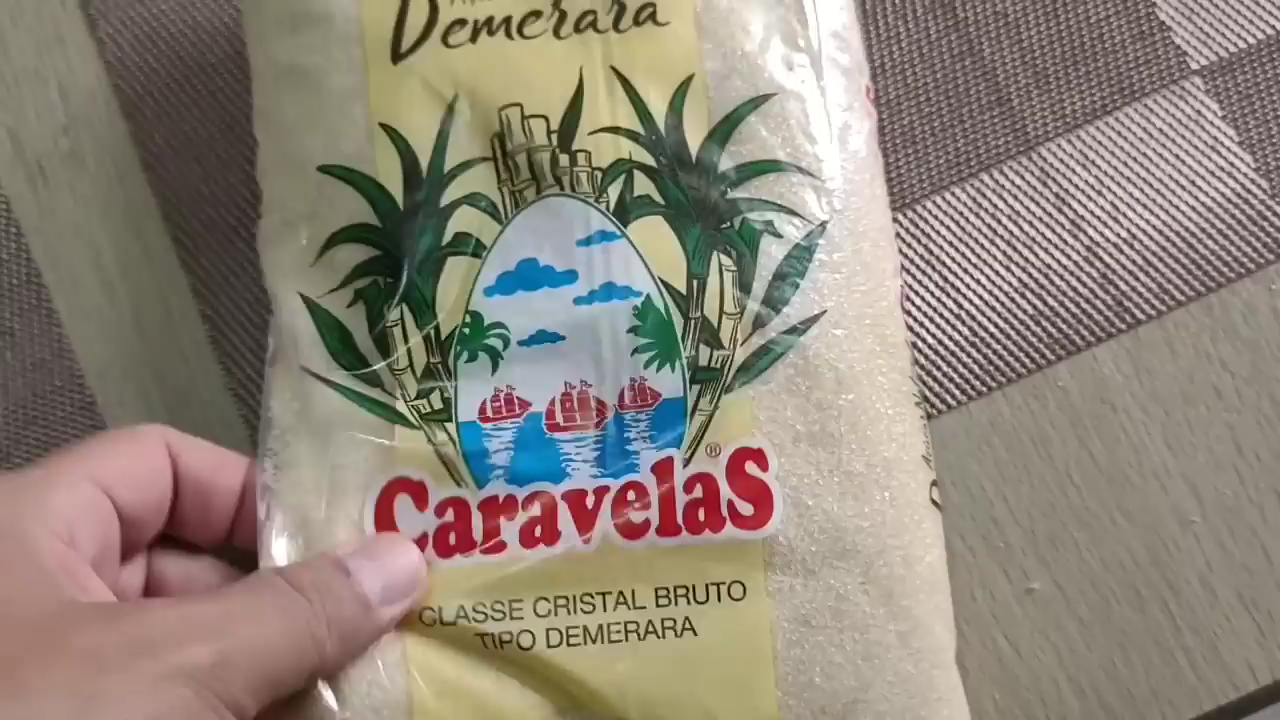 Demerara
Caravelas
®
CLASSE CRISTAL BRUTO
TIPO DEMERARA